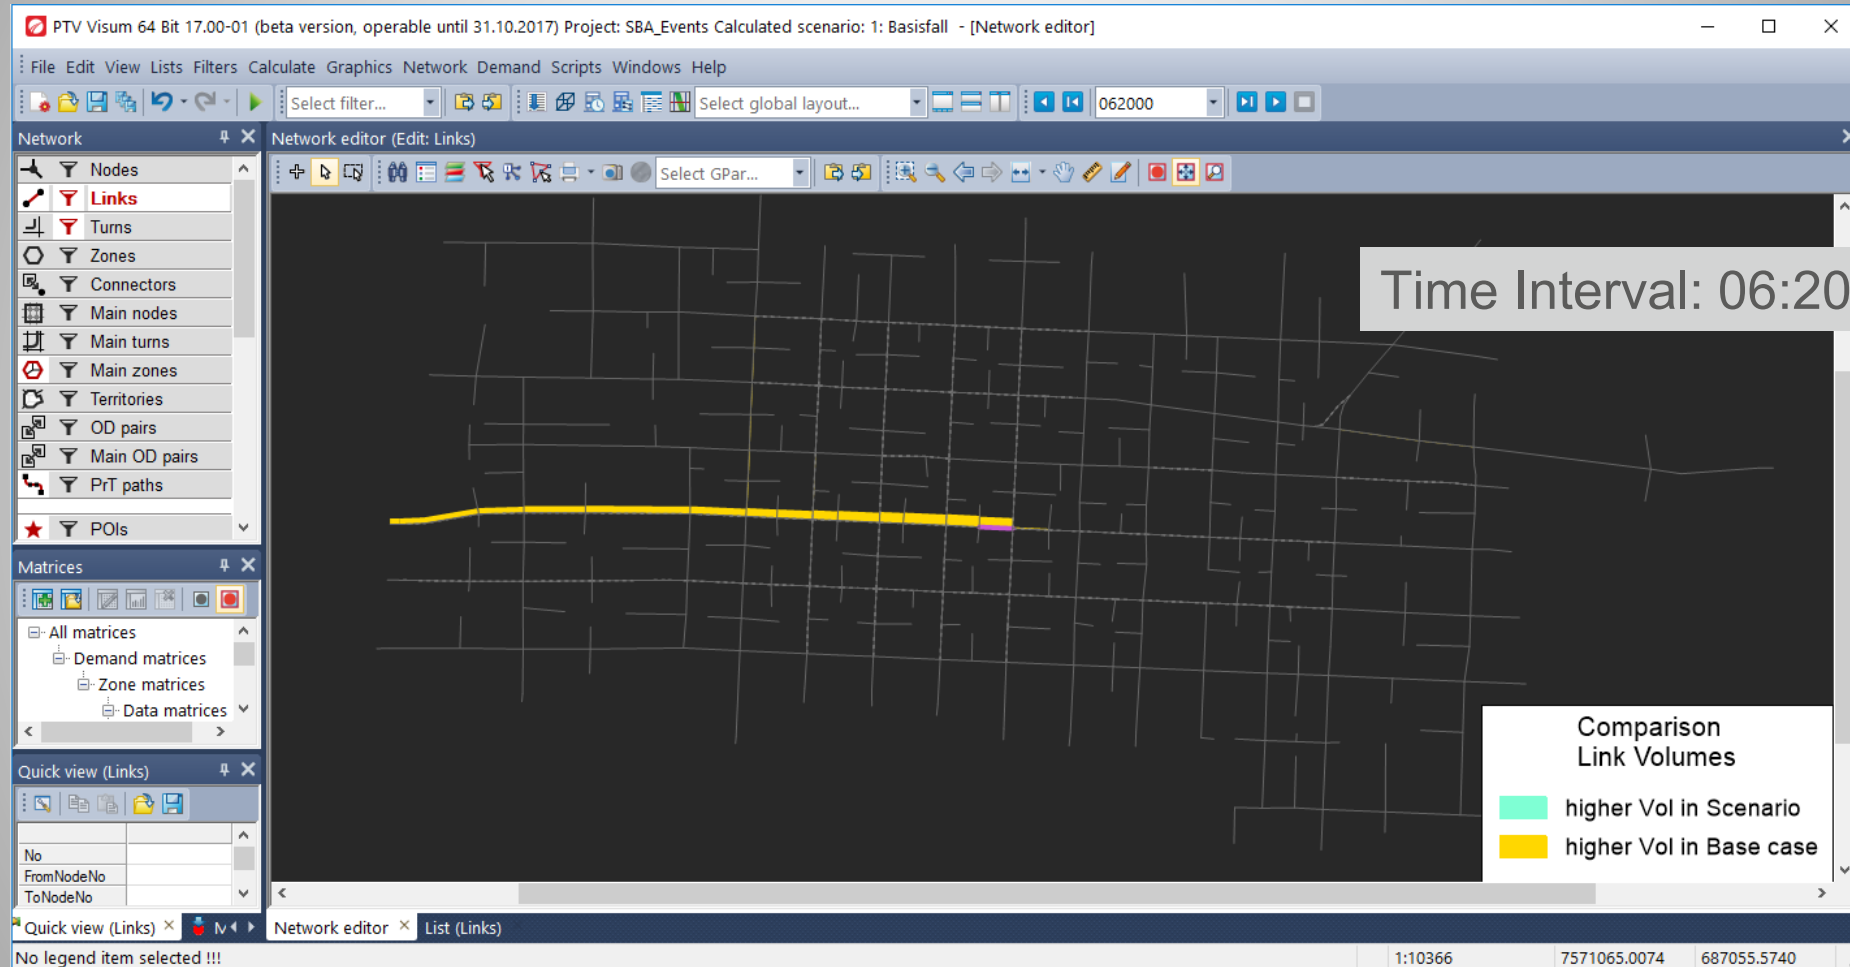 PTV Visum 64 Bit 17.00-01 (beta version, operable until 31.10.2017) Project: SBA_Events Calculated scenario: 1: Basisfall - [Network editor]
File Edit View Lists Filters Calculate Graphics Network Demand Scripts Windows Help
Select filter... Select global layout... 062000
Network
Network editor (Edit: Links)
Select GPar...
Nodes
Links
Turns
Zones
Connectors
Main nodes
Main turns
Main zones
Territories
OD pairs
Main OD pairs
PrT paths
POIs
Time Interval: 06:20
Matrices
All matrices
Demand matrices
Zone matrices
Data matrices
Quick view (Links)
No
FromNodeNo
ToNodeNo
Comparison
Link Volumes
higher Vol in Scenario
higher Vol in Base case
Quick view (Links)
Network editor
List (Links)
No legend item selected !!!
1:10366 7571065.0074 687055.5740